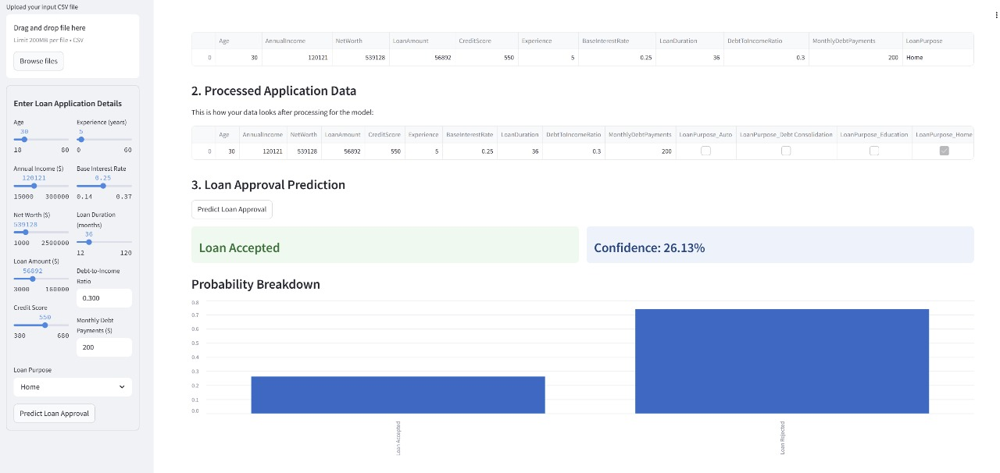 Upload your input CSV file
Drag and drop file here
Limit 200MB per file • CSV
Browse files
Enter Loan Application Details
Age
30
18 80
Experience (years)
5
0 60
Annual Income ($)
120121
15000 300000
Base Interest Rate
0.25
0.14 0.37
Net Worth ($)
539128
1000 2500000
Loan Duration
(months)
36
12 120
Loan Amount ($)
56892
3000 160000
Debt-to-Income
Ratio
0.300
Credit Score
550
380 680
Monthly Debt
Payments ($)
200
Loan Purpose
Home
Predict Loan Approval
Age AnnualIncome NetWorth LoanAmount CreditScore Experience BaseInterestRate LoanDuration DebtToIncomeRatio MonthlyDebtPayments LoanPurpose
0 30 120121 539128 56892 550 5 0.25 36 0.3 200 Home
2. Processed Application Data
This is how your data looks after processing for the model:
Age AnnualIncome NetWorth LoanAmount CreditScore Experience BaseInterestRate LoanDuration DebtToIncomeRatio MonthlyDebtPayments LoanPurpose_Auto LoanPurpose_Debt Consolidation LoanPurpose_Education LoanPurpose_Home
0 30 120121 539128 56892 550 5 0.25 36 0.3 200
3. Loan Approval Prediction
Predict Loan Approval
Loan Accepted
Confidence: 26.13%
Probability Breakdown
0.8
0.7
0.6
0.5
0.4
0.3
0.2
0.1
0.0
Loan Accepted
Loan Rejected